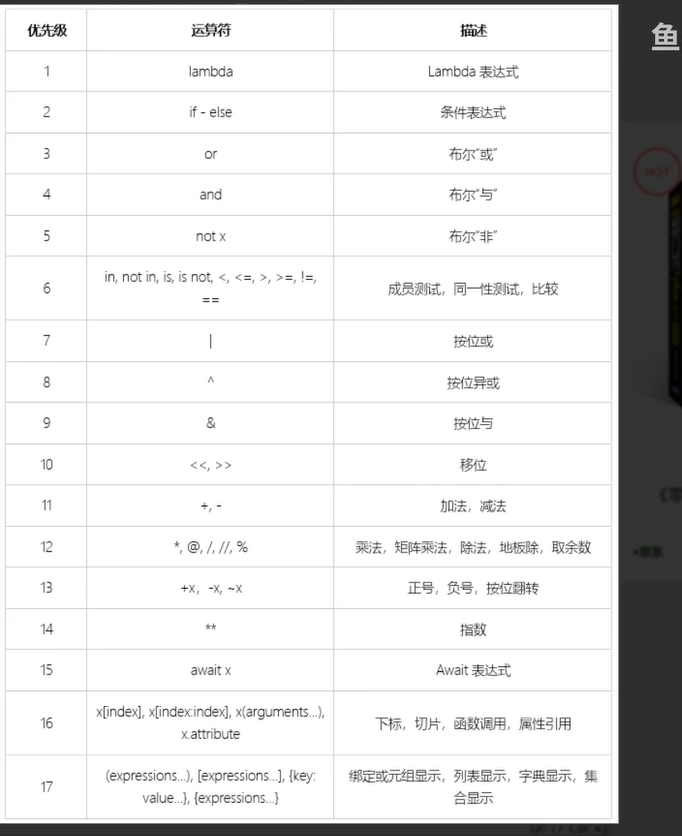 优先级 运算符 描述
1 lambda Lambda 表达式
2 if - else 条件表达式
3 or 布尔“或”
4 and 布尔“与”
5 not x 布尔“非”
6 in, not in, is, is not, <, <=, >, >=, !=,
== 成员测试，同一性测试，比较
7 | 按位或
8 ^ 按位异或
9 & 按位与
10 <<, >> 移位
11 +, - 加法，减法
12 *, @, /, //, % 乘法，矩阵乘法，除法，地板除，取余数
13 +x，-x, ~x 正号，负号，按位翻转
14 ** 指数
15 await x Await 表达式
16 x[index], x[index:index], x(arguments...),
x.attribute 下标，切片，函数调用，属性引用
17 (expressions...), [expressions...], {key:
value...}, {expressions...} 绑定或元组显示，列表显示，字典显示，集
合显示
鱼
HOT